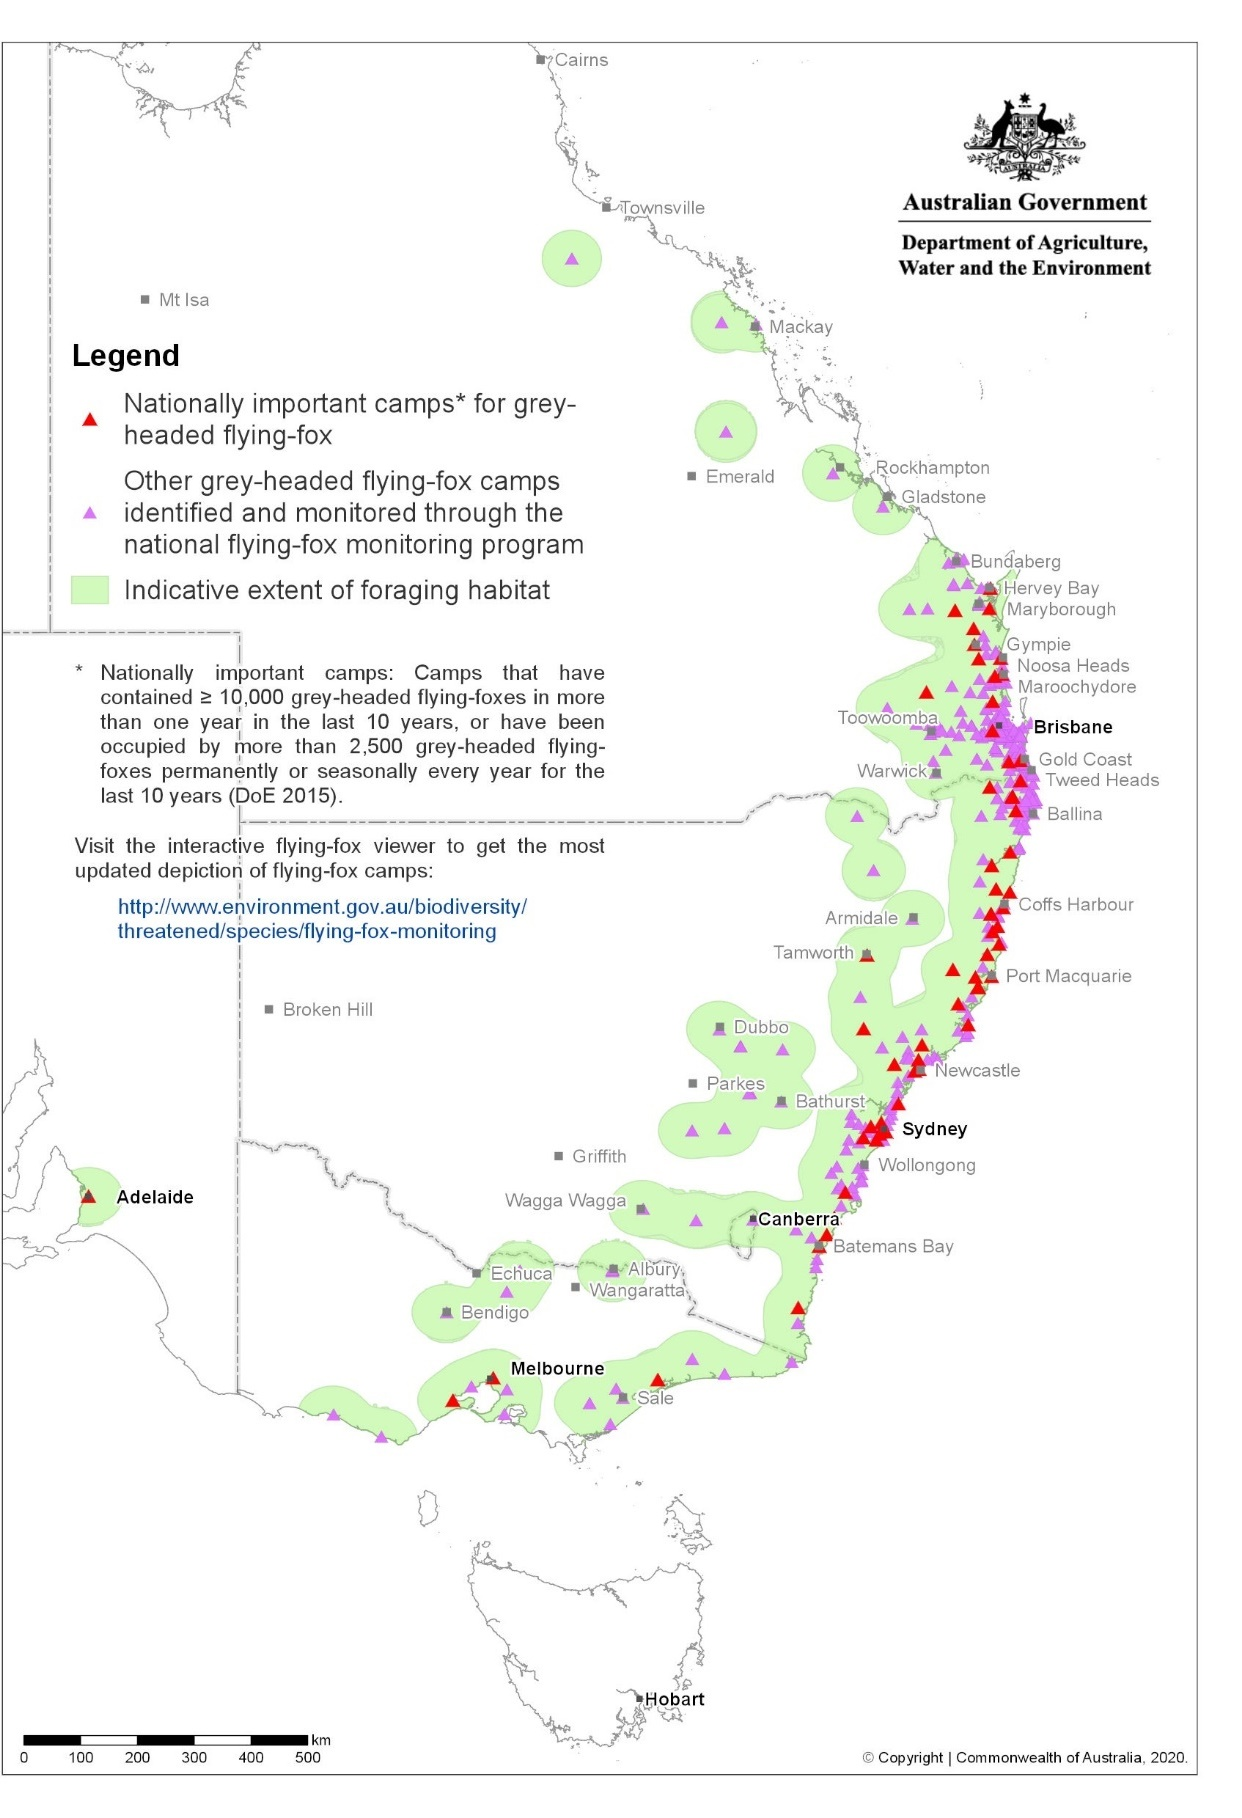 Cairns
Australian Government
Department of Agriculture,
Water and the Environment
Townsville
Mt Isa
Mackay
Legend
Nationally important camps* for grey-
headed flying-fox
Other grey-headed flying-fox camps
identified and monitored through the
national flying-fox monitoring program
Indicative extent of foraging habitat
Emerald
Rockhampton
Gladstone
Bundaberg
Hervey Bay
Maryborough
Gympie
Noosa Heads
Maroochydore
Toowoomba
Brisbane
Gold Coast
Warwick
Tweed Heads
Ballina
* Nationally important camps: Camps that have
contained ≥ 10,000 grey-headed flying-foxes in more
than one year in the last 10 years, or have been
occupied by more than 2,500 grey-headed flying-
foxes permanently or seasonally every year for the
last 10 years (DoE 2015).
Visit the interactive flying-fox viewer to get the most
updated depiction of flying-fox camps:
http://www.environment.gov.au/biodiversity/
threatened/species/flying-fox-monitoring
Coffs Harbour
Armidale
Tamworth
Port Macquarie
Broken Hill
Dubbo
Newcastle
Parkes
Bathurst
Sydney
Griffith
Wollongong
Adelaide
Wagga Wagga
Canberra
Batemans Bay
Echuca
Albury
Wangaratta
Bendigo
Melbourne
Sale
Hobart
km
0 100 200 300 400 500
© Copyright | Commonwealth of Australia, 2020.